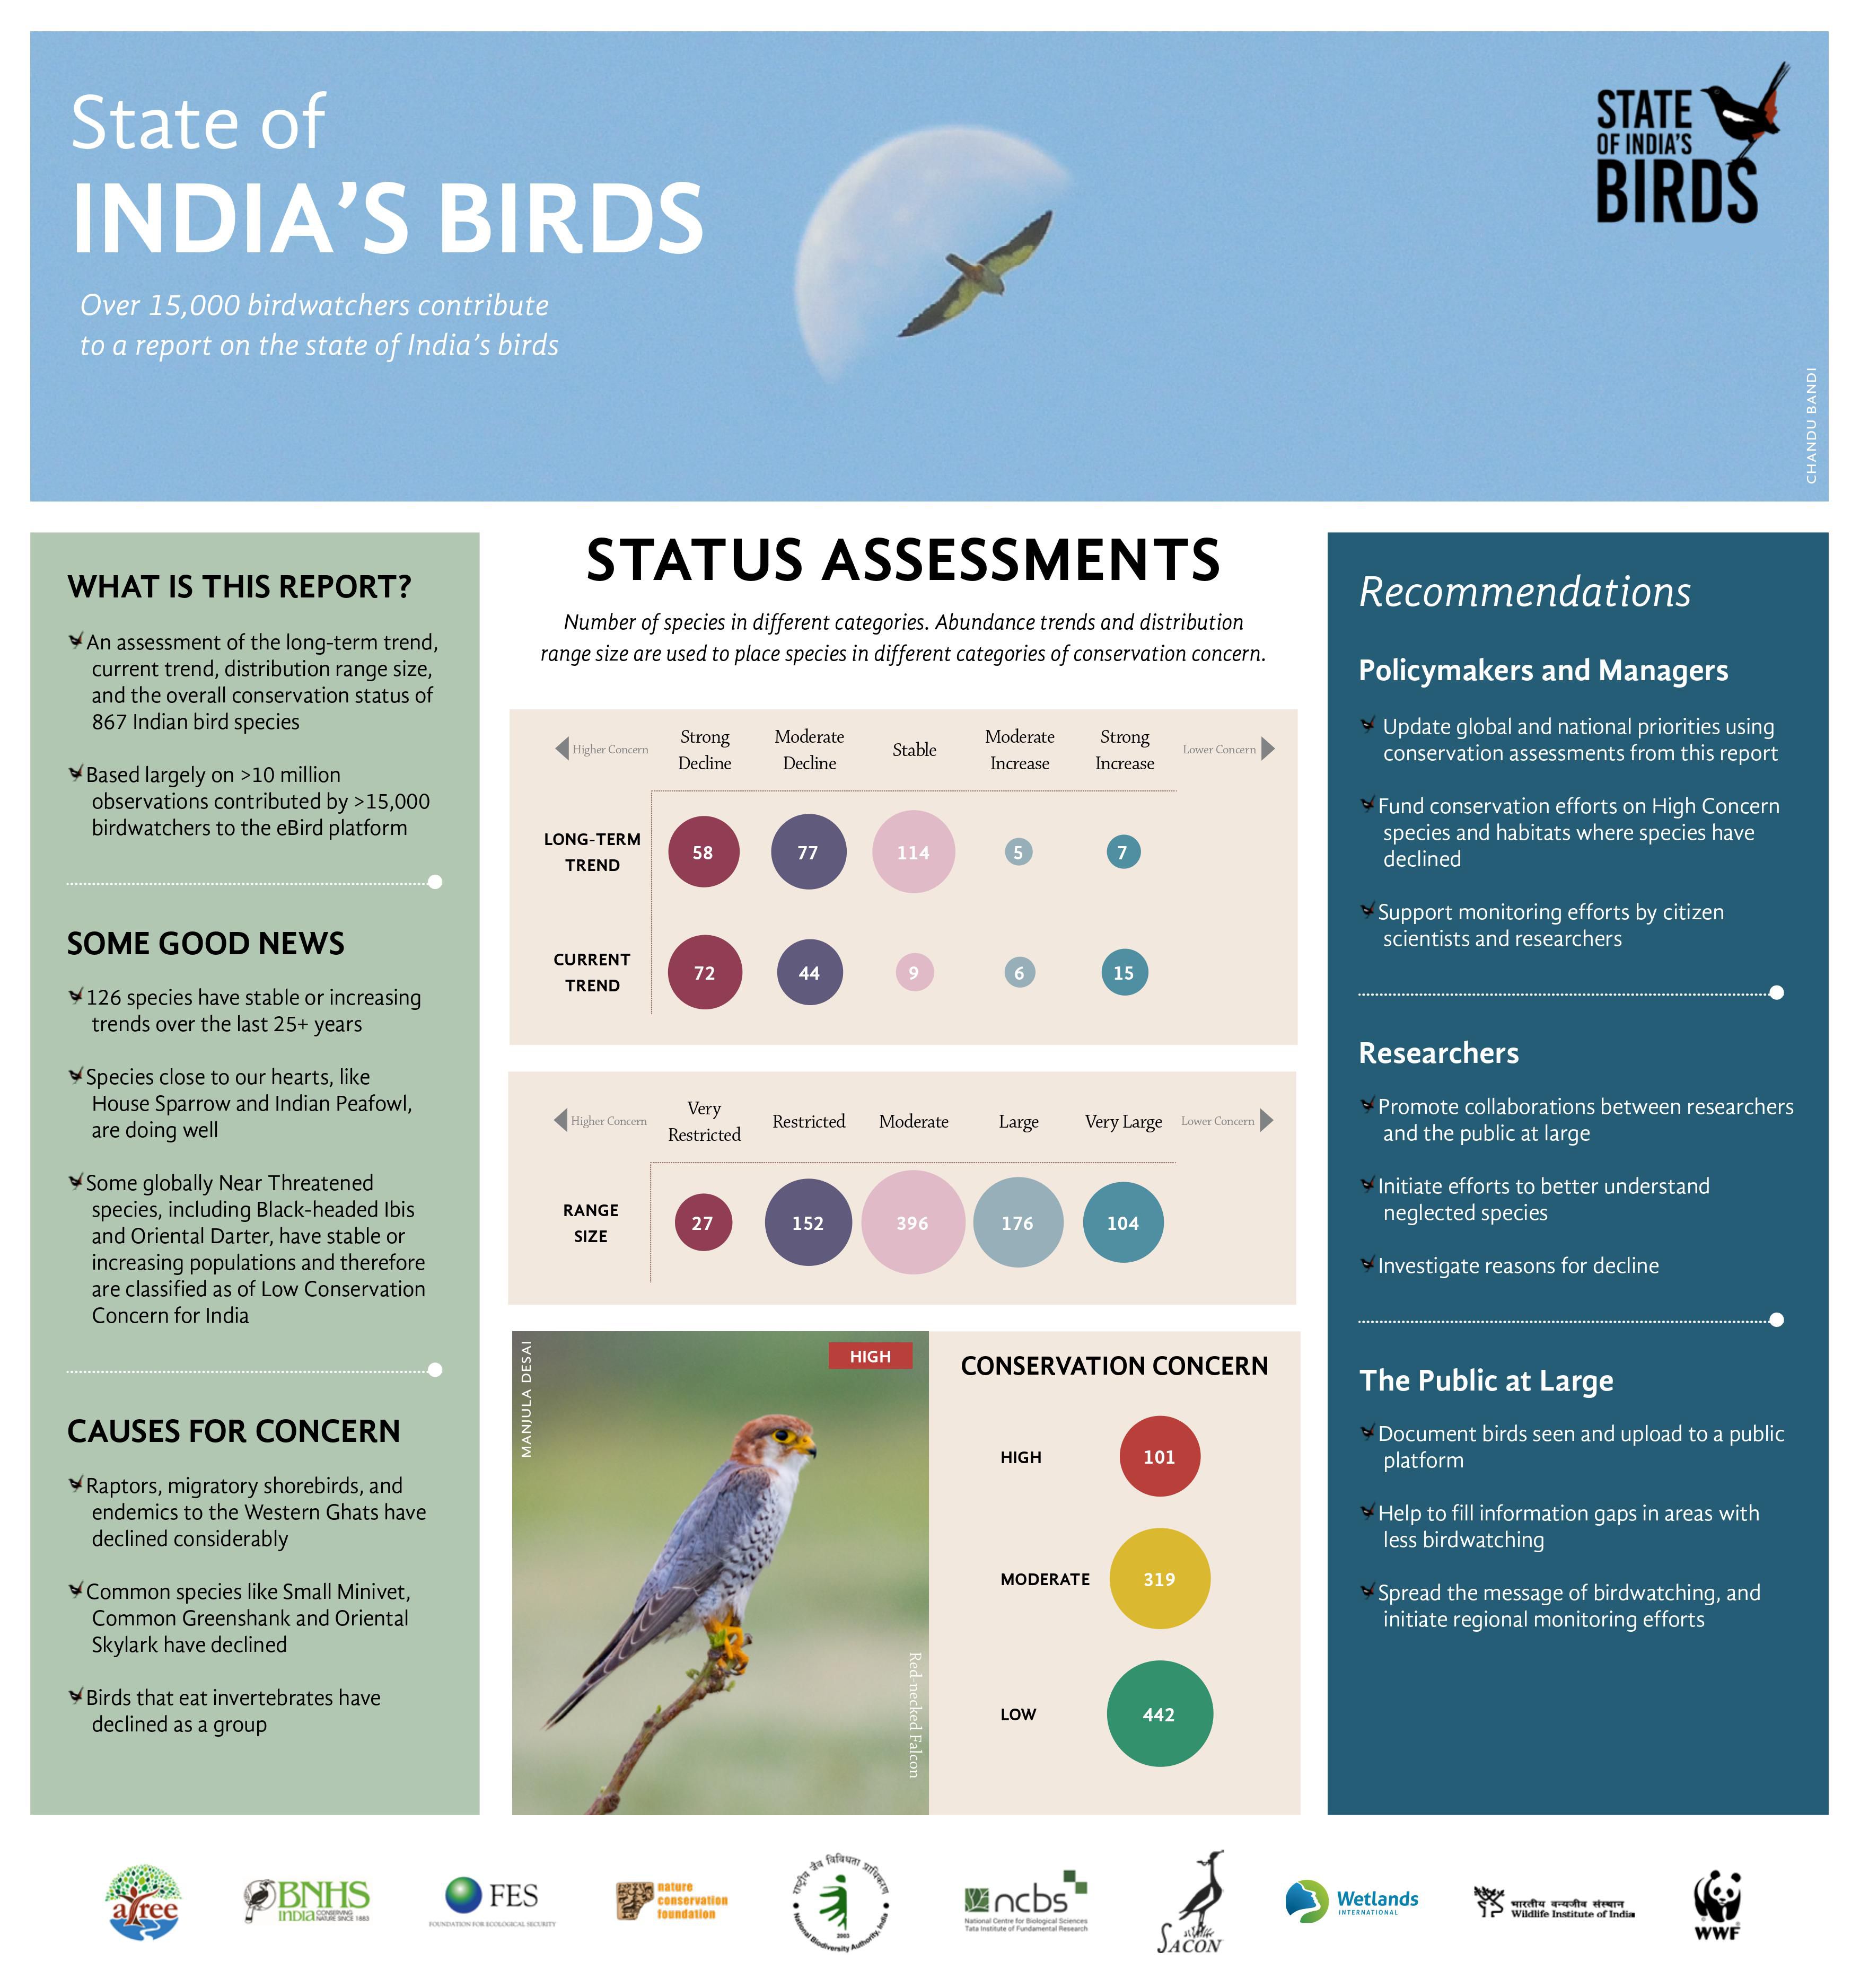 State of
INDIA'S BIRDS
Over 15,000 birdwatchers contribute
to a report on the state of India's birds
STATE
OF INDIA'S
BIRDS
CHANDU BANDI
WHAT IS THIS REPORT?
An assessment of the long-term trend,
current trend, distribution range size,
and the overall conservation status of
867 Indian bird species
Based largely on >10 million
observations contributed by >15,000
birdwatchers to the eBird platform
SOME GOOD NEWS
126 species have stable or increasing
trends over the last 25+ years
Species close to our hearts, like
House Sparrow and Indian Peafowl,
are doing well
Some globally Near Threatened
species, including Black-headed Ibis
and Oriental Darter, have stable or
increasing populations and therefore
are classified as of Low Conservation
Concern for India
CAUSES FOR CONCERN
Raptors, migratory shorebirds, and
endemics to the Western Ghats have
declined considerably
Common species like Small Minivet,
Common Greenshank and Oriental
Skylark have declined
Birds that eat invertebrates have
declined as a group
STATUS ASSESSMENTS
Number of species in different categories. Abundance trends and distribution
range size are used to place species in different categories of conservation concern.
Higher Concern
Strong
Decline
Moderate
Decline
Stable
Moderate
Increase
Strong
Increase
Lower Concern
LONG-TERM
TREND
58 77 114 5 7
CURRENT
TREND
72 44 9 6 15
Higher Concern
Very
Restricted
Restricted
Moderate
Large
Very Large
Lower Concern
RANGE
SIZE
27 152 396 176 104
MANJULA DESAI
HIGH
Red-necked Falcon
CONSERVATION CONCERN
HIGH 101
MODERATE 319
LOW 442
Recommendations
Policymakers and Managers
Update global and national priorities using
conservation assessments from this report
Fund conservation efforts on High Concern
species and habitats where species have
declined
Support monitoring efforts by citizen
scientists and researchers
Researchers
Promote collaborations between researchers
and the public at large
Initiate efforts to better understand
neglected species
Investigate reasons for decline
The Public at Large
Document birds seen and upload to a public
platform
Help to fill information gaps in areas with
less birdwatching
Spread the message of birdwatching, and
initiate regional monitoring efforts
atree
BNHS
INDIA CONSERVING
NATURE SINCE 1883
FES
FOUNDATION FOR ECOLOGICAL SECURITY
nature
conservation
foundation
राष्ट्रीय जैव विविधता प्राधिकरण
2003
National Biodiversity Authority, India
ncbs
National Centre for Biological Sciences
Tata Institute of Fundamental Research
SACON
Wetlands
INTERNATIONAL
भारतीय वन्यजीव संस्थान
Wildlife Institute of India
WWF